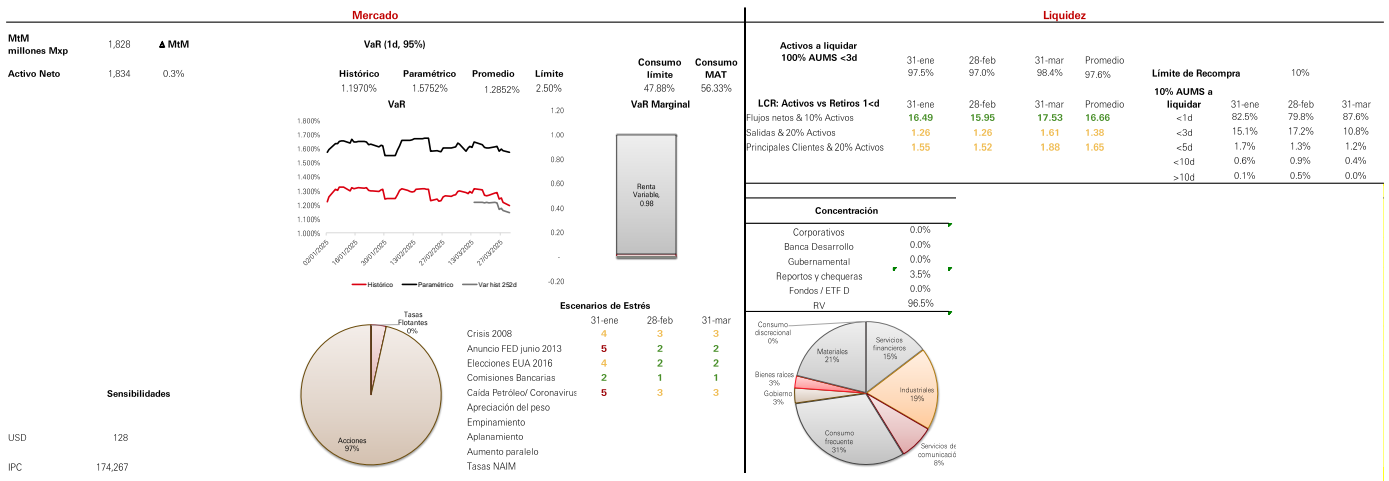 Mercado
MtM
millones Mxp 1,828 Δ MtM
Activo Neto 1,834 0.3%
VaR (1d, 95%)
Histórico Paramétrico Promedio Límite Consumo límite Consumo MAT
1.1970% 1.5752% 1.2852% 2.50% 47.88% 56.33%
VaR
1.800%
1.700%
1.600%
1.500%
1.400%
1.300%
1.200%
1.100%
1.000%
02/01/2025 16/01/2025 30/01/2025 13/02/2025 27/02/2025 13/03/2025 27/03/2025
Histórico Paramétrico Var hist 252d
VaR Marginal
1.20
1.00
0.80
0.60
0.40
0.20
-
-0.20
Renta
Variable,
0.98
Tasas
Flotantes
0%
Acciones
97%
Escenarios de Estrés
31-ene 28-feb 31-mar
Crisis 2008 4 3 3
Anuncio FED junio 2013 5 2 2
Elecciones EUA 2016 4 2 2
Comisiones Bancarias 2 1 1
Caída Petróleo/ Coronavirus 5 3 3
Apreciación del peso
Empinamiento
Aplanamiento
Aumento paralelo
Tasas NAIM
Sensibilidades
USD 128
IPC 174,267
Liquidez
Activos a liquidar
100% AUMS <3d
31-ene 28-feb 31-mar Promedio
97.5% 97.0% 98.4% 97.6%
Límite de Recompra 10%
LCR: Activos vs Retiros 1<d 31-ene 28-feb 31-mar Promedio
Flujos netos & 10% Activos 16.49 15.95 17.53 16.66
Salidas & 20% Activos 1.26 1.26 1.61 1.38
Principales Clientes & 20% Activos 1.55 1.52 1.88 1.65
10% AUMS a
liquidar 31-ene 28-feb 31-mar
<1d 82.5% 79.8% 87.6%
<3d 15.1% 17.2% 10.8%
<5d 1.7% 1.3% 1.2%
<10d 0.6% 0.9% 0.4%
>10d 0.1% 0.5% 0.0%
Concentración
Corporativos 0.0%
Banca Desarrollo 0.0%
Gubernamental 0.0%
Reportos y chequeras 3.5%
Fondos / ETF D 0.0%
RV 96.5%
Consumo
discrecional
0%
Servicios
financieros
15%
Industriales
19%
Servicios de
comunicació
8%
Consumo
frecuente
31%
Gobierno
3%
Bienes raíces
3%
Materiales
21%